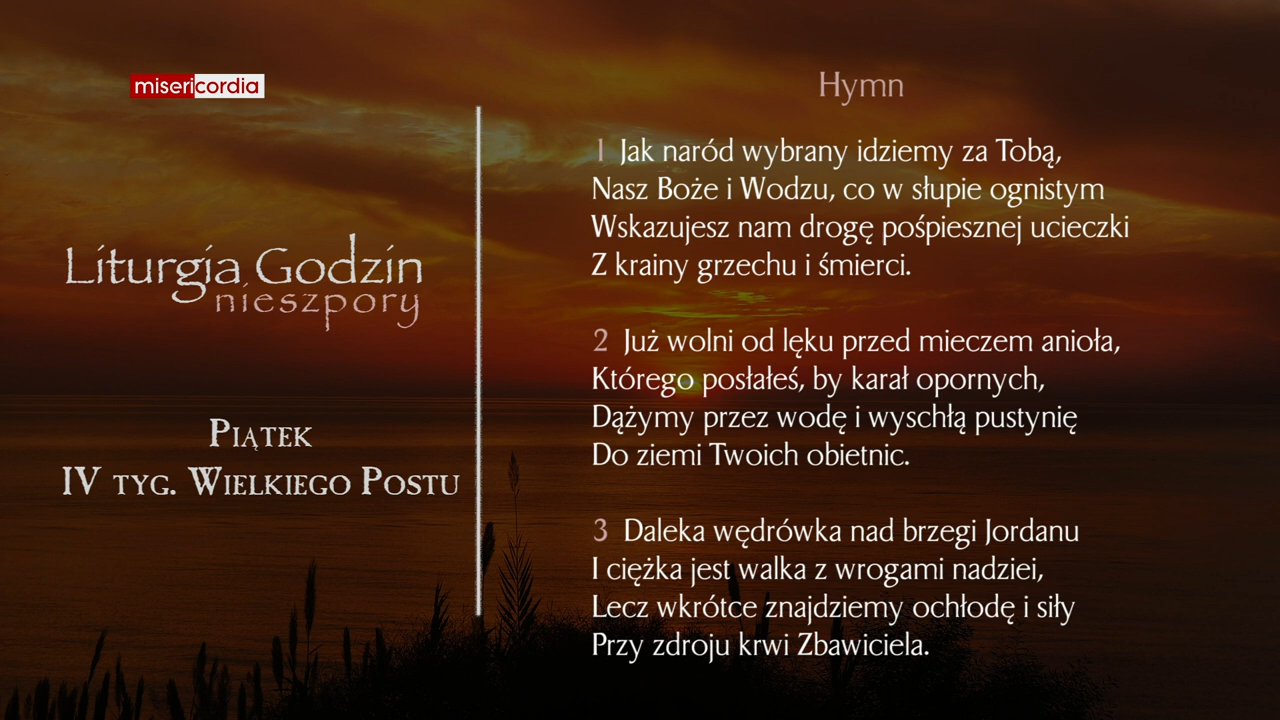 misericordia
Liturgia Godzin
nieszpory
Piątek
IV tyg. Wielkiego Postu
Hymn
1 Jak naród wybrany idziemy za Tobą,
Nasz Boże i Wodzu, co w słupie ognistym
Wskazujesz nam drogę pośpiesznej ucieczki
Z krainy grzechu i śmierci.
2 Już wolni od lęku przed mieczem anioła,
Którego posłałeś, by karał opornych,
Dążymy przez wodę i wyschłą pustynię
Do ziemi Twoich obietnic.
3 Daleka wędrówka nad brzegi Jordanu
I ciężka jest walka z wrogami nadziei,
Lecz wkrótce znajdziemy ochłodę i siły
Przy zdroju krwi Zbawiciela.